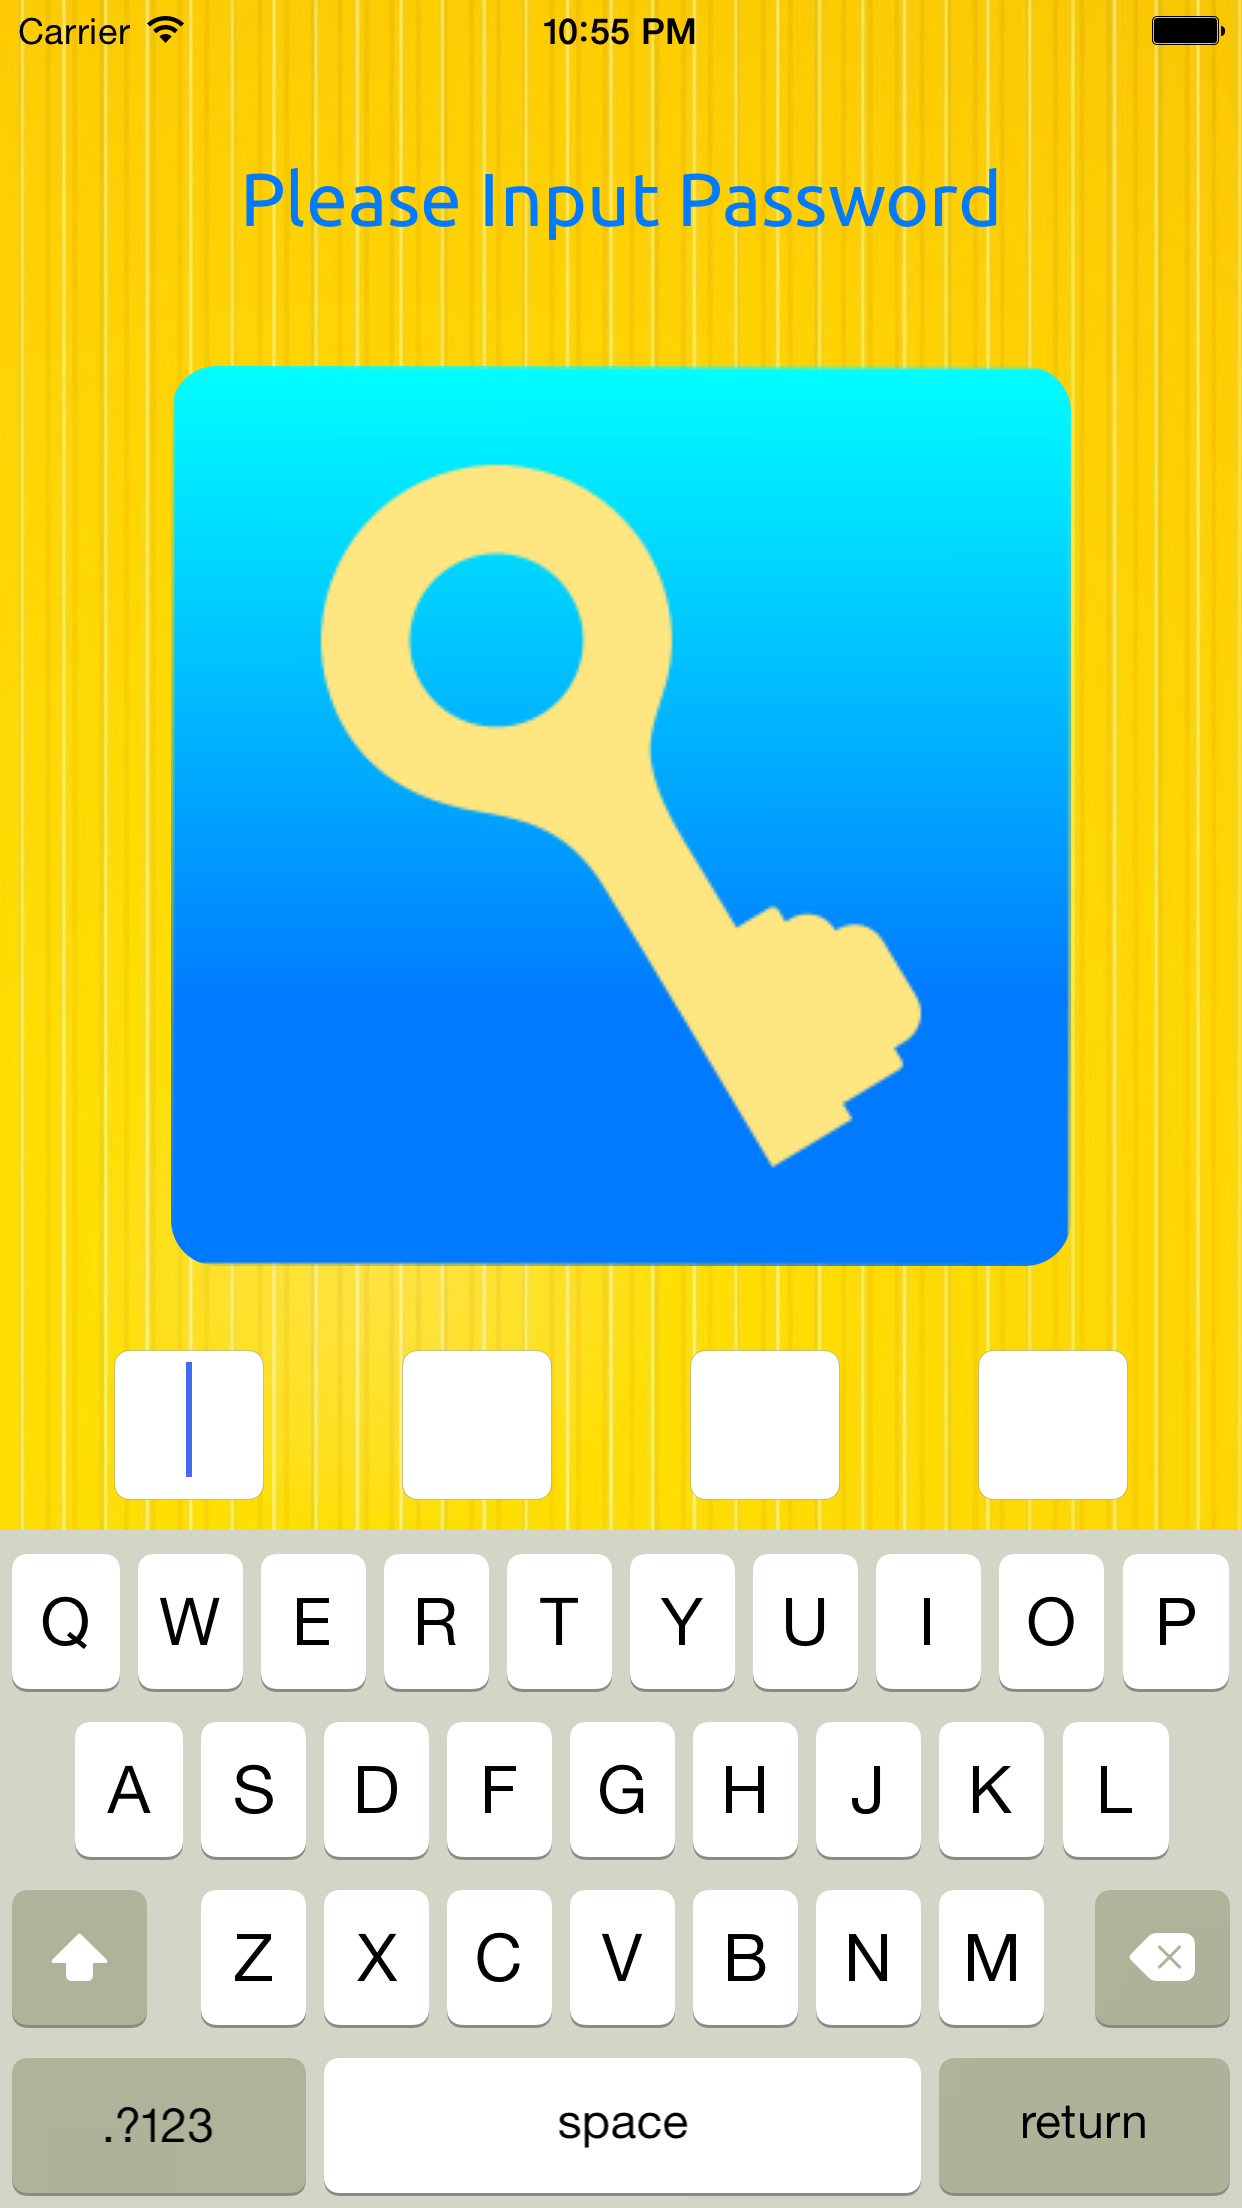 Carrier 10:55 PM
Please Input Password
Q W E R T Y U I O P
A S D F G H J K L
Z X C V B N M
.?123 space return